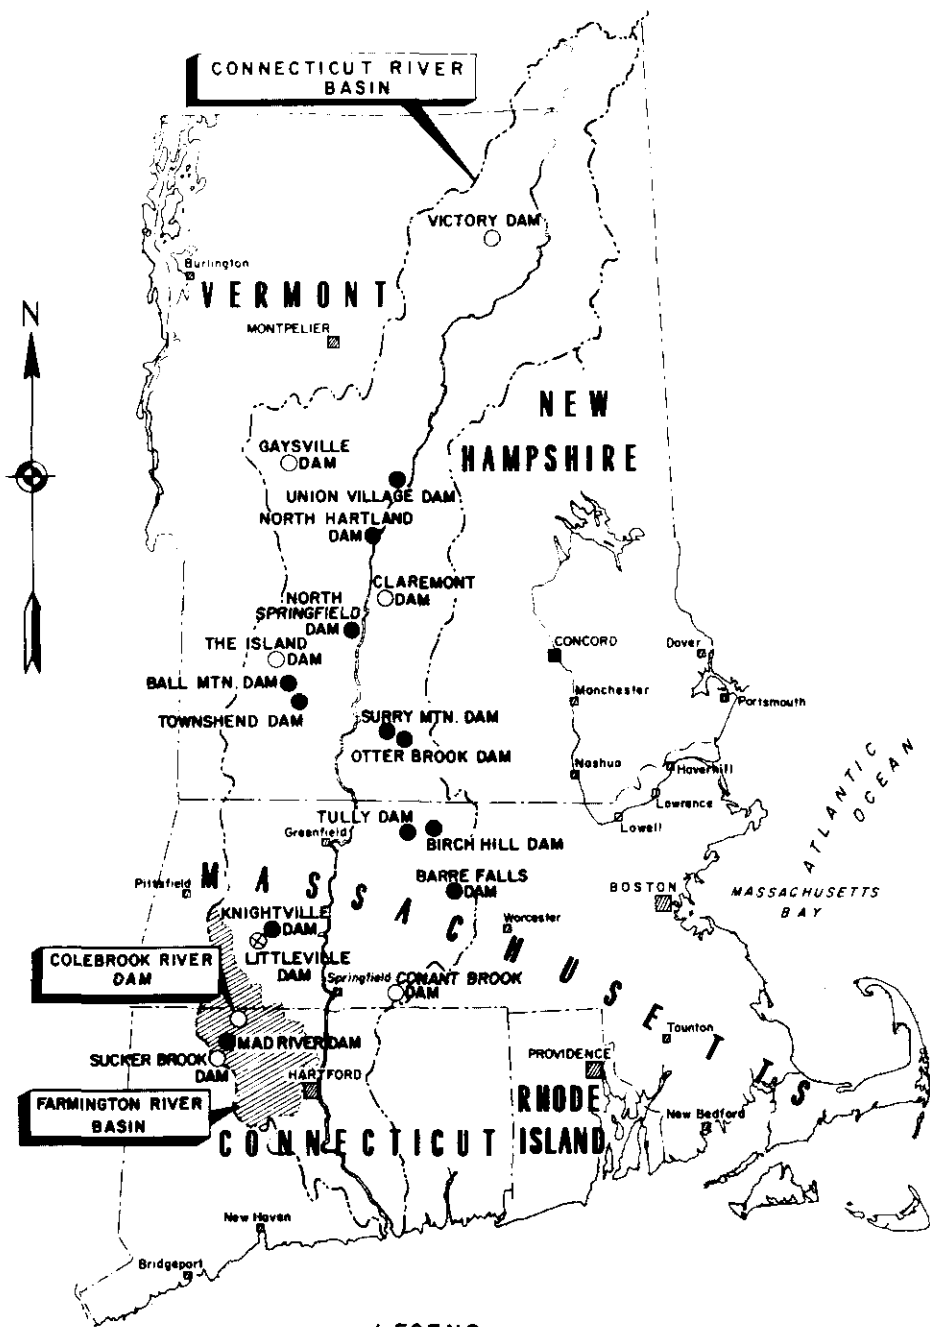 CONNECTICUT RIVER
BASIN
VICTORY DAM
Burlington
VERMONT
MONTPELIER
N
NEW
HAMPSHIRE
GAYSVILLE
DAM
UNION VILLAGE DAM
NORTH HARTLAND
DAM
CLAREMONT
DAM
NORTH
SPRINGFIELD
DAM
THE ISLAND
DAM
CONCORD
Dover
BALL MTN. DAM
Manchester
Portsmouth
TOWNSHEND DAM
SURRY MTN. DAM
OTTER BROOK DAM
Nashua
Haverhill
Lawrence
Lowell
ATLANTIC
OCEAN
TULLY DAM
Greenfield
BIRCH HILL DAM
MASSACHUSETTS
Pittsfield
BARRE FALLS
DAM
BOSTON
MASSACHUSETTS
BAY
KNIGHTVILLE
DAM
Worcester
LITTLEVILLE
DAM
COLEBROOK RIVER
DAM
Springfield
CONANT BROOK
DAM
MAD RIVER DAM
SUCKER BROOK
DAM
HARTFORD
PROVIDENCE
Taunton
FARMINGTON RIVER
BASIN
RHODE
ISLAND
New Bedford
CONNECTICUT
New Haven
Bridgeport